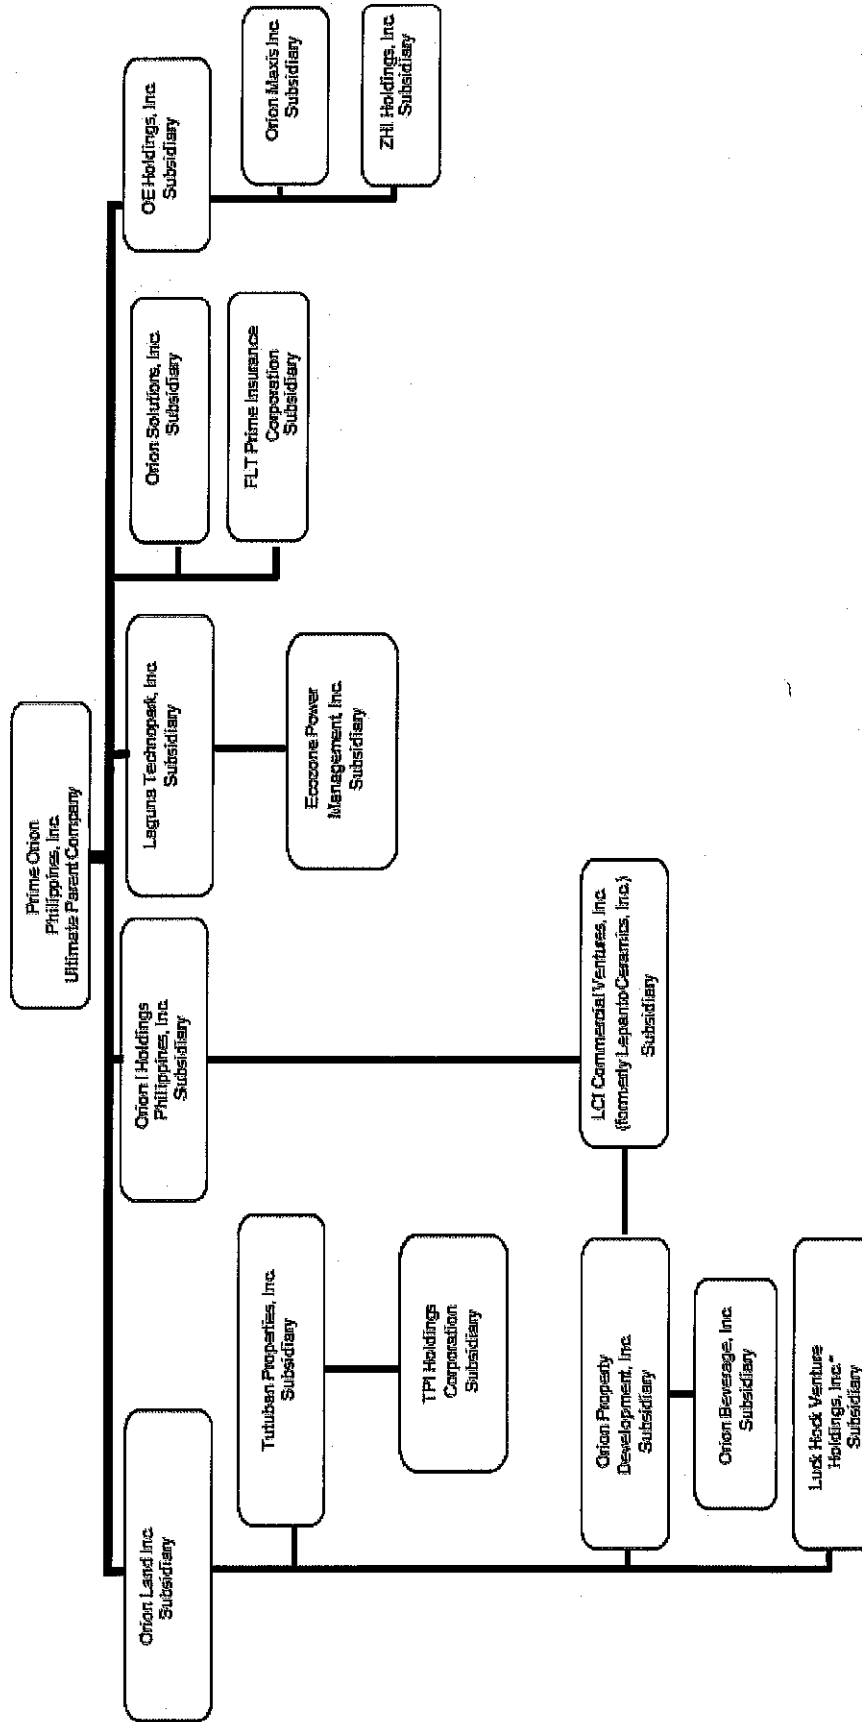 Prime Orion
Philippines, Inc.
Ultimate Parent Company
Orion Land Inc.
Subsidiary
Orion I Holdings
Philippines, Inc.
Subsidiary
Laguna Technopark, Inc.
Subsidiary
Orion Solutions, Inc.
Subsidiary
OE Holdings, Inc.
Subsidiary
Tutuban Properties, Inc.
Subsidiary
FLT Prime Insurance
Corporation
Subsidiary
Orion Maxis Inc.
Subsidiary
Ecozone Power
Management, Inc.
Subsidiary
ZHI Holdings, Inc.
Subsidiary
TPI Holdings
Corporation
Subsidiary
Orion Property
Development, Inc.
Subsidiary
LCI Commercial Ventures, Inc.
(formerly Lepanto Ceramics, Inc.)
Subsidiary
Orion Beverage, Inc.
Subsidiary
Luck Hock Venture
Holdings, Inc.*
Subsidiary